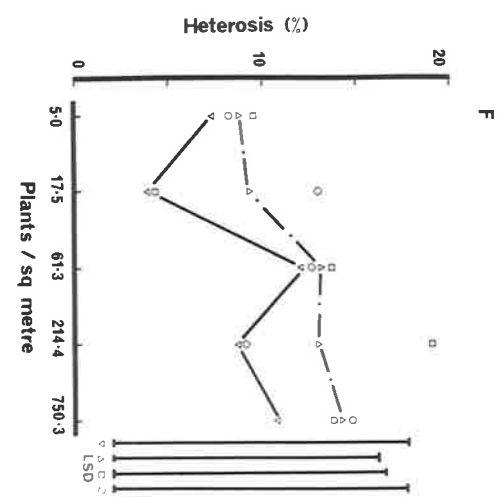 F
Heterosis (%)
0
10
20
5·0
17·5
61·3
214·4
750·3
Plants / sq metre
LSD